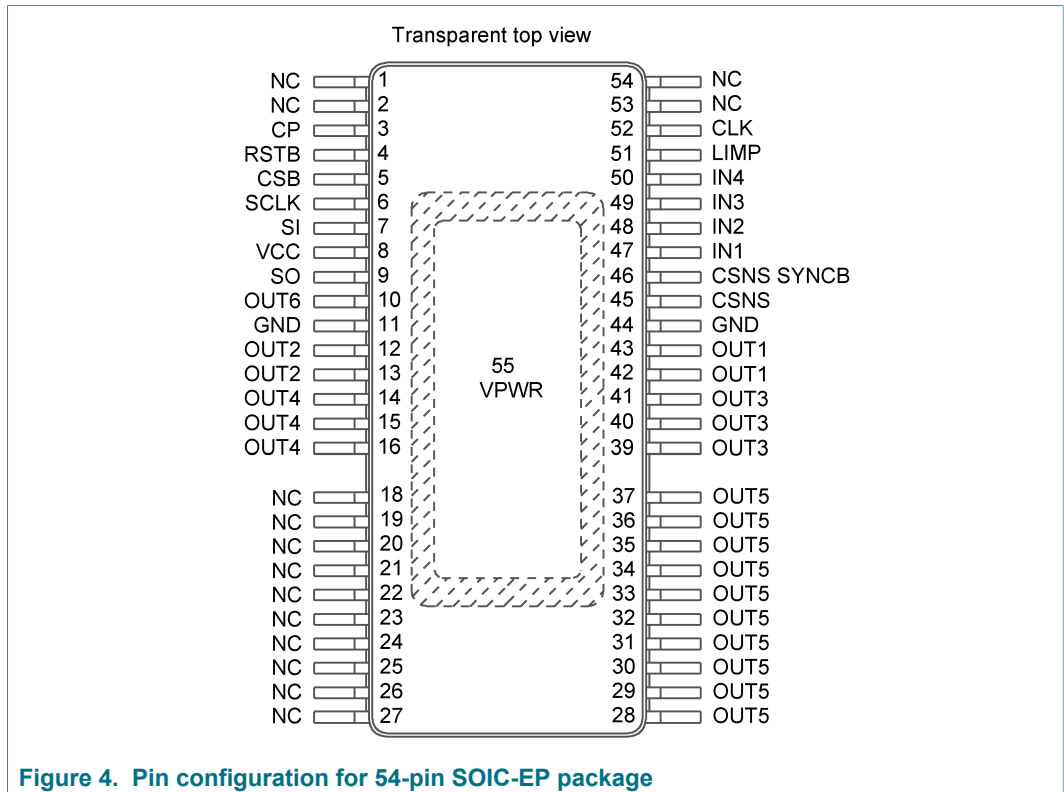 Transparent top view
NC 1 54 NC
NC 2 53 NC
CP 3 52 CLK
RSTB 4 51 LIMP
CSB 5 50 IN4
SCLK 6 49 IN3
SI 7 48 IN2
VCC 8 47 IN1
SO 9 46 CSNS SYNCB
OUT6 10 45 CSNS
GND 11 44 GND
OUT2 12 43 OUT1
OUT2 13 42 OUT1
OUT4 14 41 OUT3
OUT4 15 40 OUT3
OUT4 16 39 OUT3
55
VPWR
NC 18 37 OUT5
NC 19 36 OUT5
NC 20 35 OUT5
NC 21 34 OUT5
NC 22 33 OUT5
NC 23 32 OUT5
NC 24 31 OUT5
NC 25 30 OUT5
NC 26 29 OUT5
NC 27 28 OUT5
Figure 4. Pin configuration for 54-pin SOIC-EP package